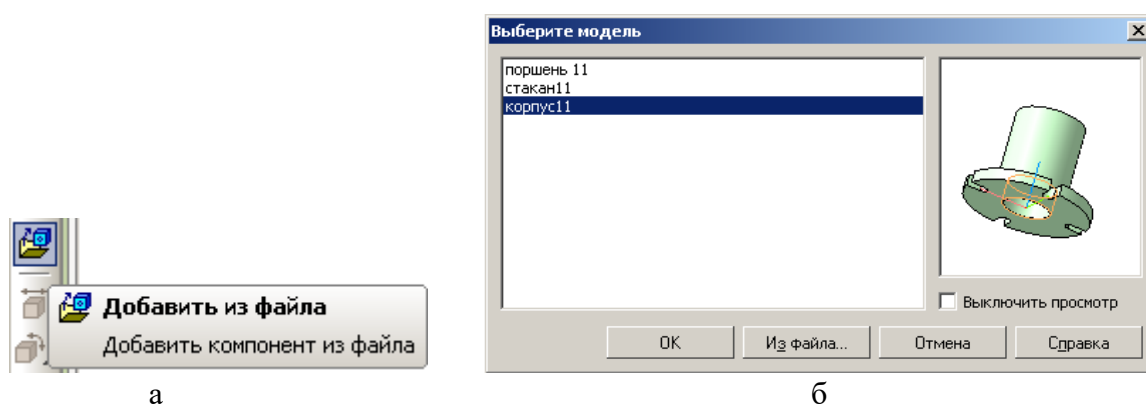 Выберите модель
поршень 11
стакан11
корпус11
Выключить просмотр
OK
Из файла...
Отмена
Справка
Добавить из файла
Добавить компонент из файла
а
б